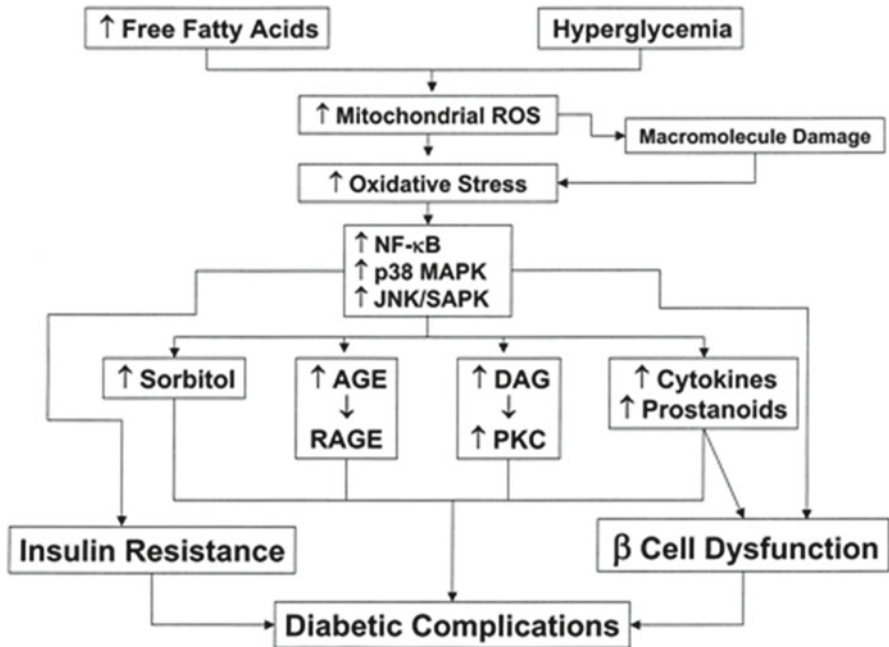 ↑ Free Fatty Acids
Hyperglycemia
↑ Mitochondrial ROS
Macromolecule Damage
↑ Oxidative Stress
↑ NF-κB
↑ p38 MAPK
↑ JNK/SAPK
↑ Sorbitol
↑ AGE
↓
RAGE
↑ DAG
↓
↑ PKC
↑ Cytokines
↑ Prostanoids
Insulin Resistance
β Cell Dysfunction
Diabetic Complications